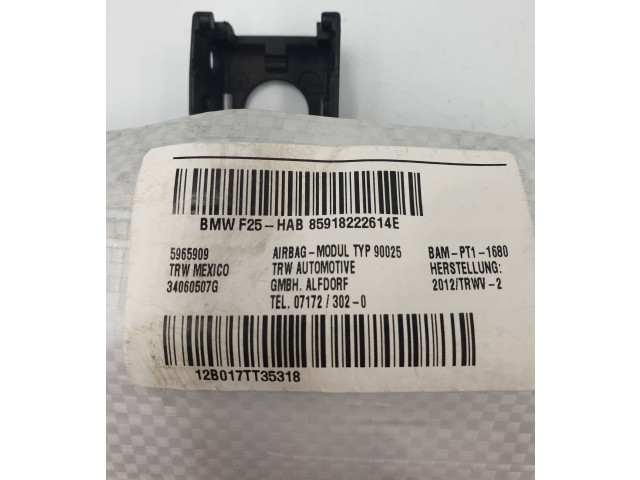 BMW F25-HAB 85918222614E
5965909
TRW MEXICO
34060507G
AIRBAG-MODUL TYP 90025
TRW AUTOMOTIVE
GMBH. ALFDORF
TEL. 07172 / 302-0
BAM-PT1-1680
HERSTELLUNG:
2012/TRWV-2
12B017TT35318